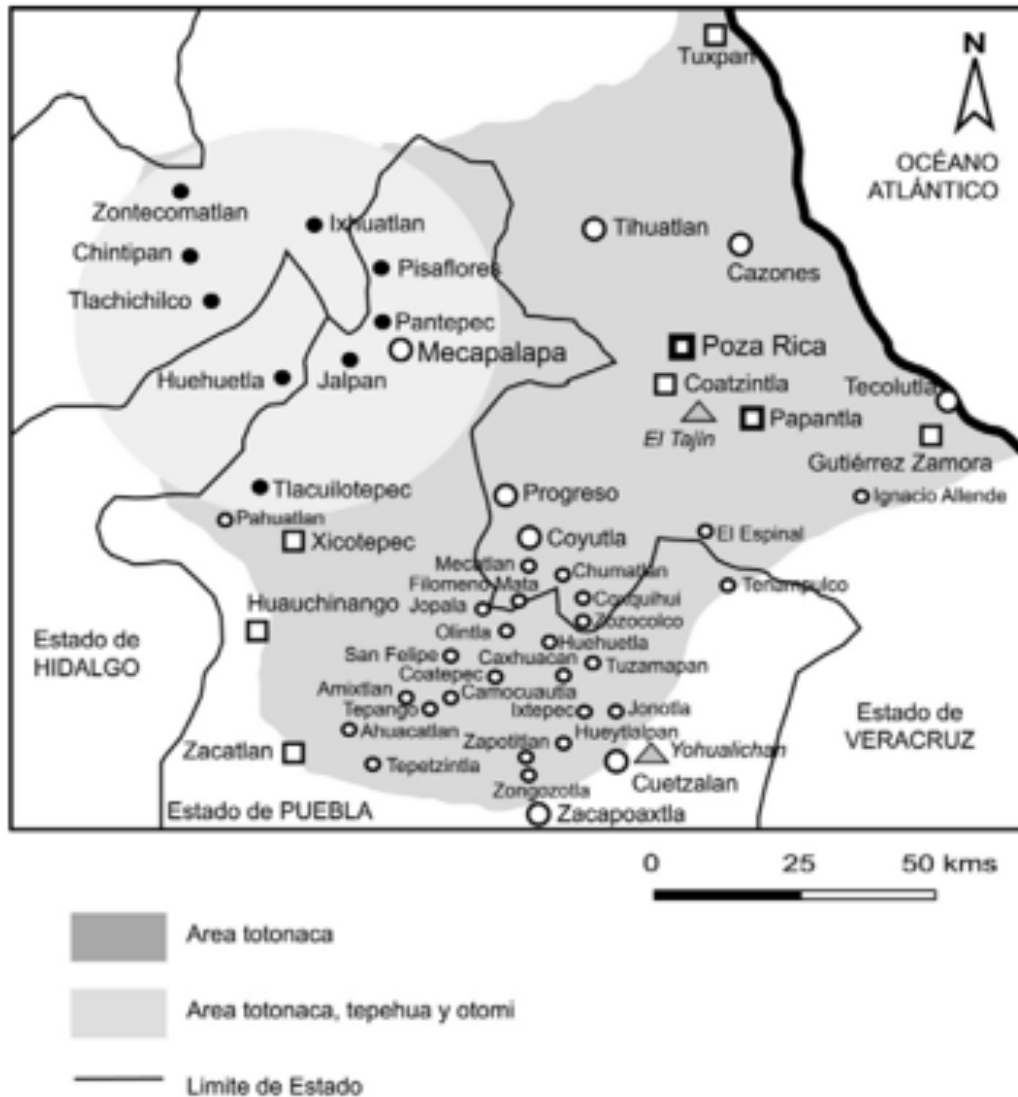 Tuxpan
N
OCÉANO
ATLÁNTICO
Zontecomatlan
Ixhuatlan
Tihuatlan
Chintipan
Pisaflores
Cazones
Tlachichilco
Pantepec
Mecapalapa
Poza Rica
Huehuetla
Jalpan
Coatzintla
Tecolutla
El Tajín
Papantla
Gutiérrez Zamora
Tlacuilotepec
Progreso
Ignacio Allende
Pahuatlan
Xicotepec
Coyutla
El Espinal
Mecatlan
Chumatlan
Filomeno Mata
Coxquihui
Tenampulco
Huauchinango
Jopala
Zozocolco
Estado de
HIDALGO
Olintla
Huehuetla
San Felipe
Caxhuacan
Tuzamapan
Coatepec
Amixtlan
Camocuautla
Tepango
Ixtepec
Jonotla
Estado de
VERACRUZ
Ahuacatlan
Hueytlalpan
Zacatlan
Zapotitlan
Yohualichan
Tepetzintla
Cuetzalan
Zongozotla
Estado de PUEBLA
Zacapoaxtla
0 25 50 kms
Area totonaca
Area totonaca, tepehua y otomi
Limite de Estado